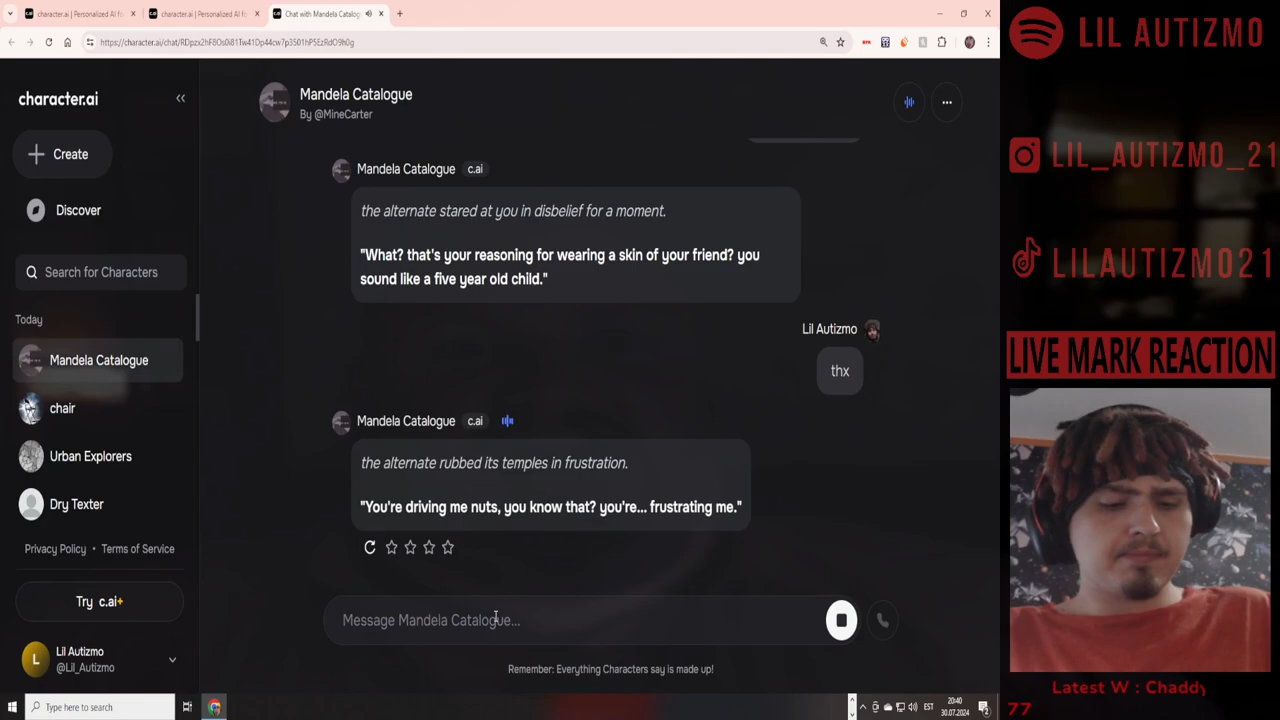 character.ai | Personalized AI fo
character.ai | Personalized AI fo
Chat with Mandela Catalogue
https://character.ai/chat/RDpzx2hF8Os0i81Tw41Dp44cw7p3S01hP5EzRdO9h0g
character.ai
Create
Discover
Search for Characters
Today
Mandela Catalogue
chair
Urban Explorers
Dry Texter
Privacy Policy • Terms of Service
Try c.ai+
L
Lil Autizmo
@Lil_Autizmo
Mandela Catalogue
By @MineCarter
Mandela Catalogue c.ai
the alternate stared at you in disbelief for a moment.
"What? that's your reasoning for wearing a skin of your friend? you
sound like a five year old child."
Lil Autizmo
thx
Mandela Catalogue c.ai
the alternate rubbed its temples in frustration.
"You're driving me nuts, you know that? you're... frustrating me."
Message Mandela Catalogue...
Remember: Everything Characters say is made up!
Type here to search
EST
20:40
30.07.2024
2
LIL AUTIZMO
LIL_AUTIZMO_21
LILAUTIZMO21
LIVE MARK REACTION
Latest W : Chaddy
77